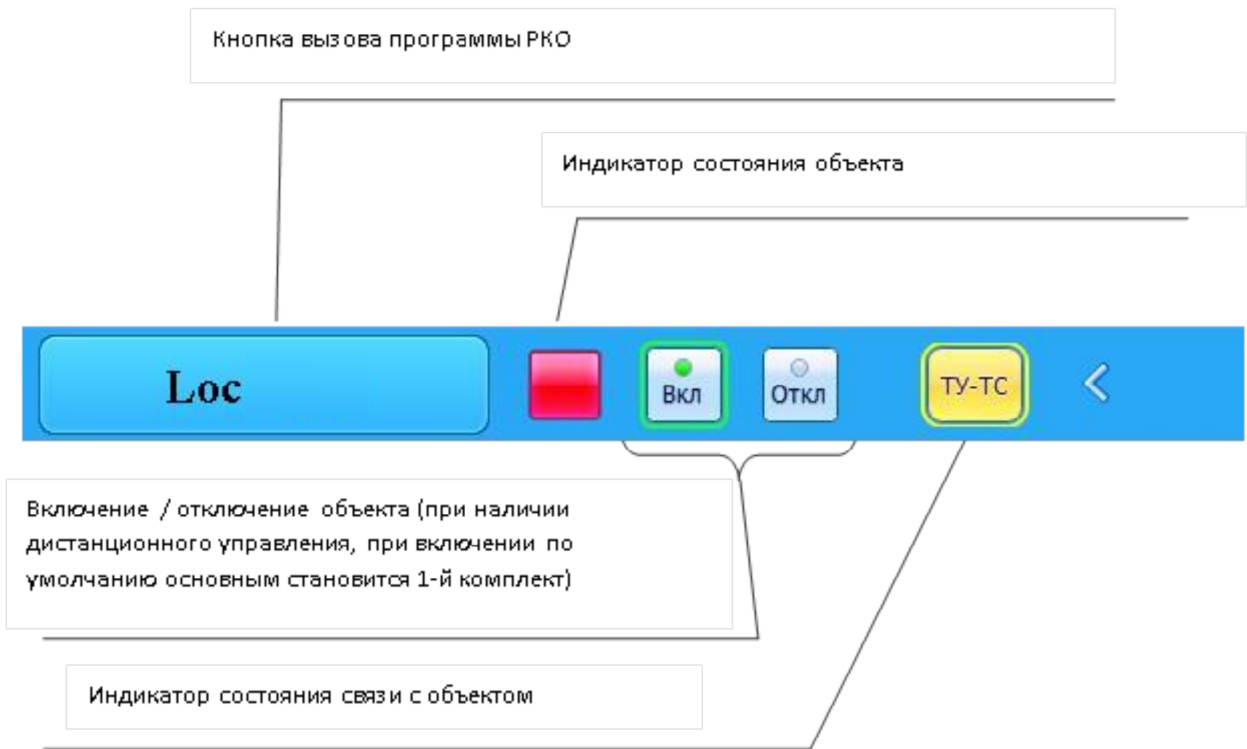 Кнопка вызова программы РКО
Индикатор состояния объекта
Loc
Вкл
Откл
ТУ-ТС
Включение / отключение объекта (при наличии
дистанционного управления, при включении по
умолчанию основным становится 1-й комплект)
Индикатор состояния связи с объектом